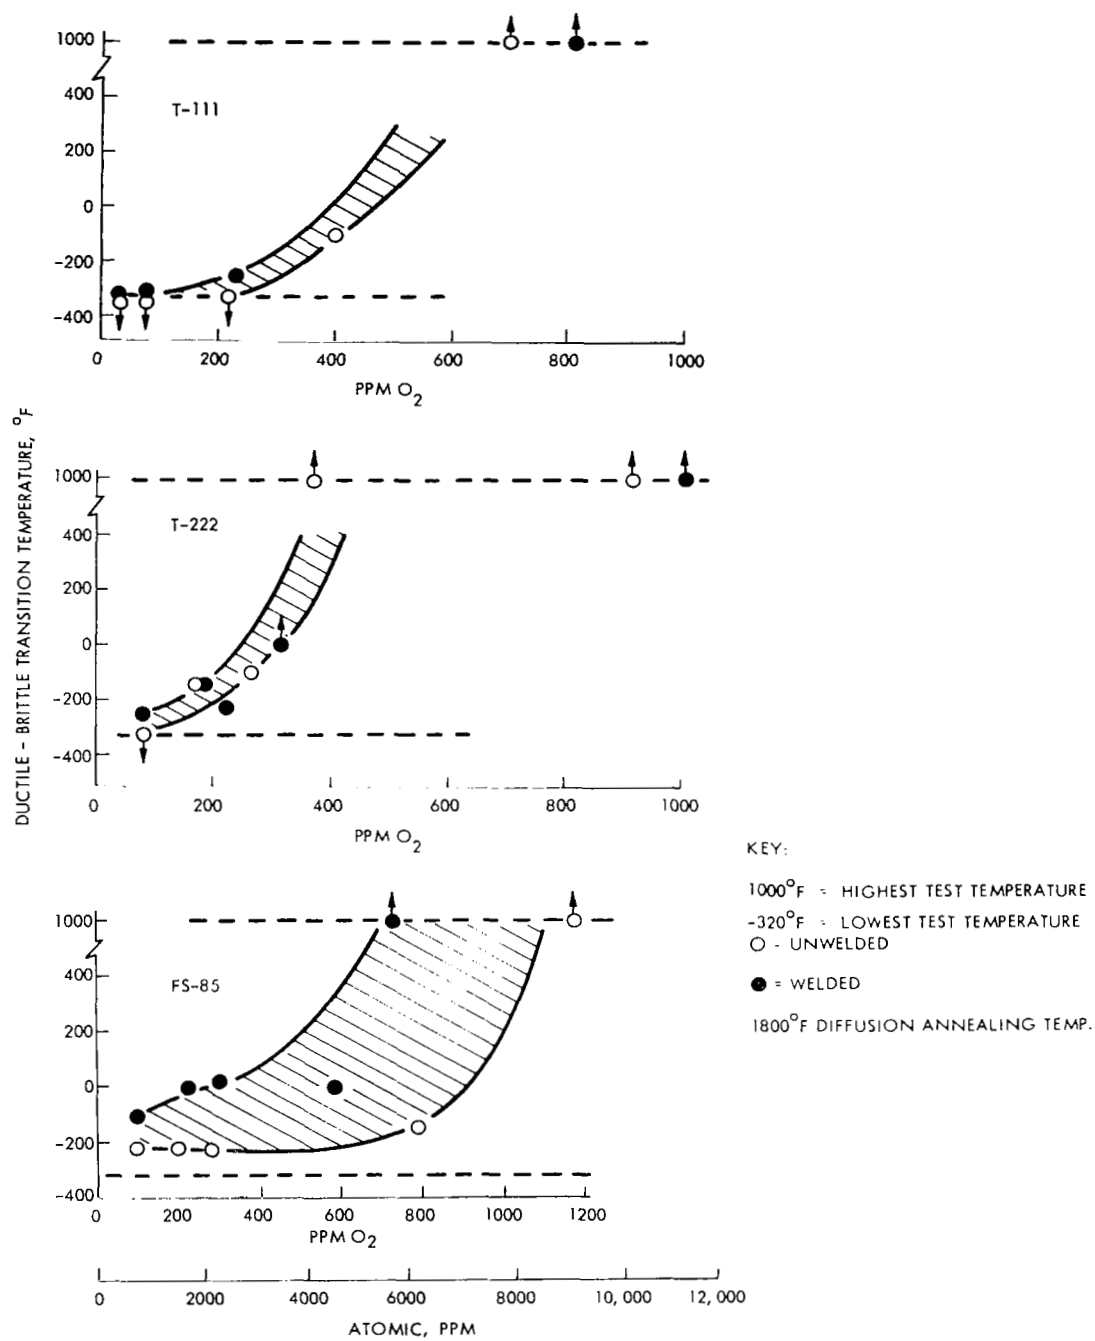 1000
400
T-111
200
0
-200
-400
0 200 400 600 800 1000
PPM O2
DUCTILE - BRITTLE TRANSITION TEMPERATURE, °F
1000
T-222
400
200
0
-200
-400
0 200 400 600 800 1000
PPM O2
KEY:
1000°F = HIGHEST TEST TEMPERATURE
-320°F = LOWEST TEST TEMPERATURE
O - UNWELDED
● = WELDED
1800°F DIFFUSION ANNEALING TEMP.
1000
400
FS-85
200
0
-200
-400
0 200 400 600 800 1000 1200
PPM O2
0 2000 4000 6000 8000 10,000 12,000
ATOMIC, PPM